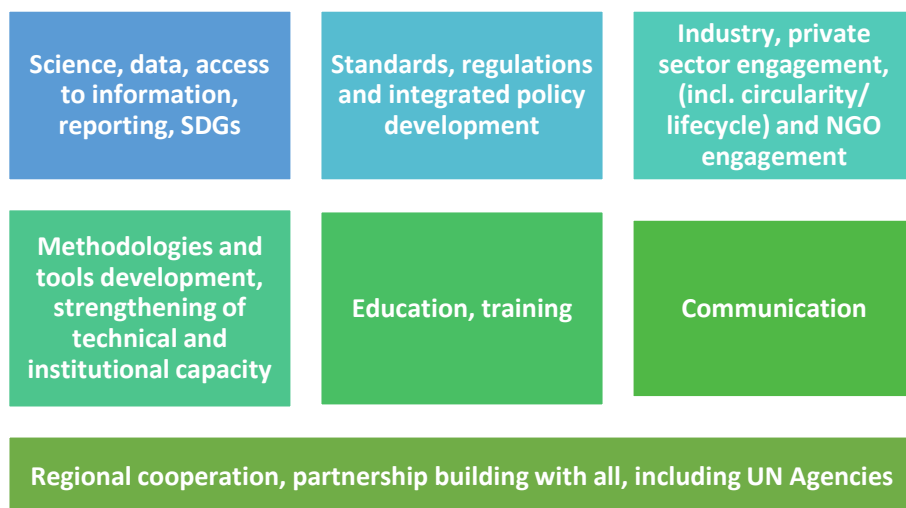 Science, data, access
to information,
reporting, SDGs
Standards, regulations
and integrated policy
development
Industry, private
sector engagement,
(incl. circularity/
lifecycle) and NGO
engagement
Methodologies and
tools development,
strengthening of
technical and
institutional capacity
Education, training
Communication
Regional cooperation, partnership building with all, including UN Agencies